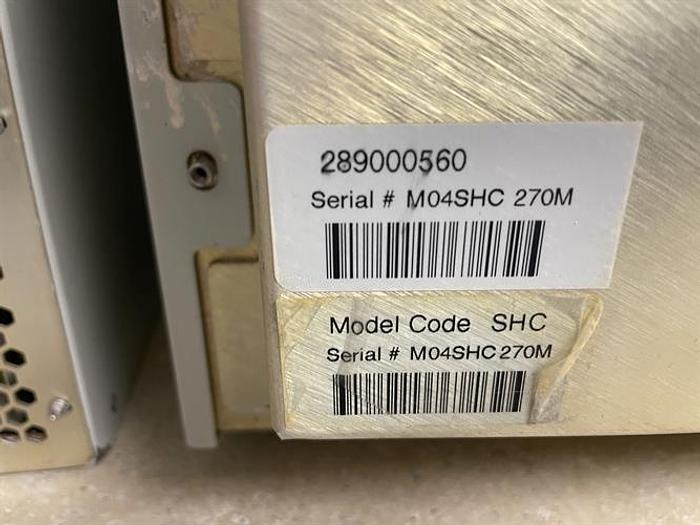 289000560
Serial # M04SHC 270M
Model Code SHC
Serial # M04SHC 270M